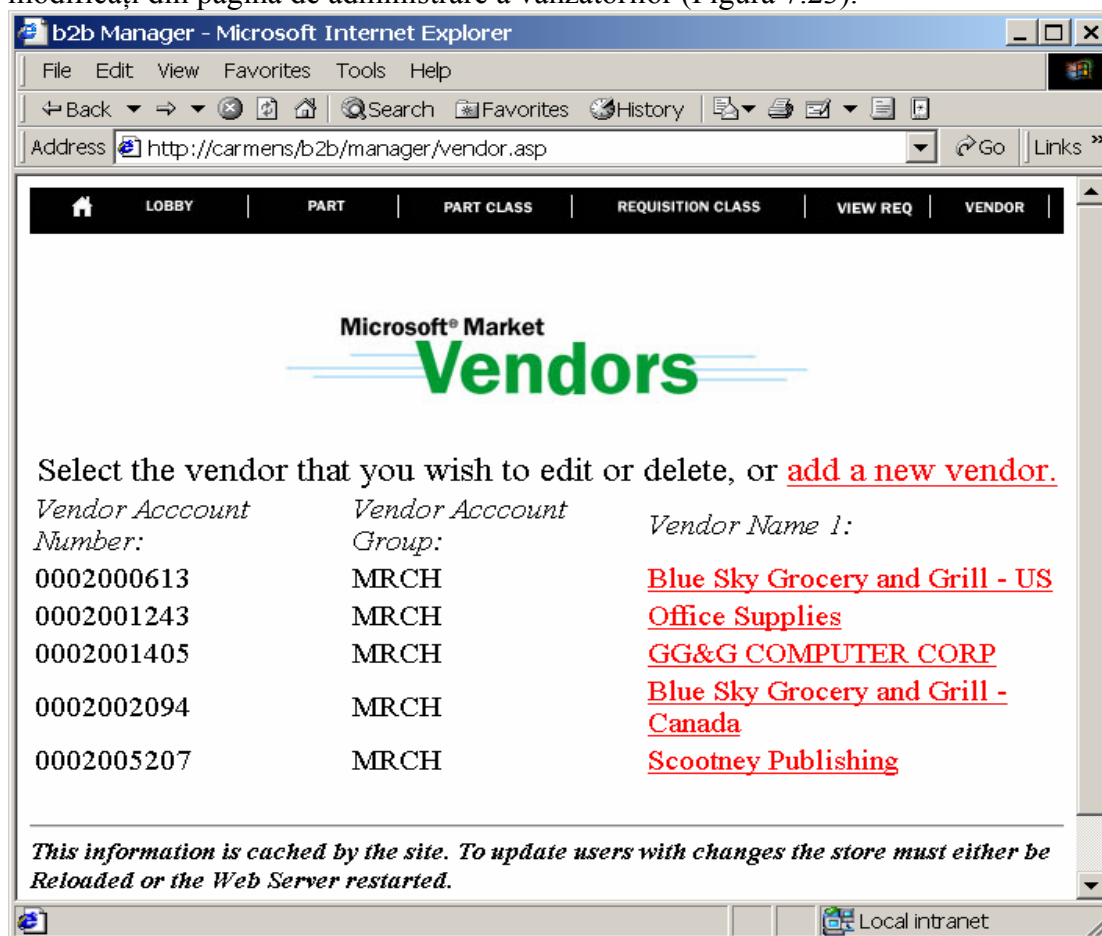 modificați din pagina de administrare a vânzătorilor (Figura 7.23).
b2b Manager - Microsoft Internet Explorer
File Edit View Favorites Tools Help
Back Search Favorites History
Address http://carmens/b2b/manager/vendor.asp Go Links »
LOBBY | PART | PART CLASS | REQUISITION CLASS | VIEW REQ | VENDOR |
Microsoft® Market
Vendors
Select the vendor that you wish to edit or delete, or add a new vendor.
Vendor Acccount Number: Vendor Acccount Group: Vendor Name 1:
0002000613 MRCH Blue Sky Grocery and Grill - US
0002001243 MRCH Office Supplies
0002001405 MRCH GG&G COMPUTER CORP
0002002094 MRCH Blue Sky Grocery and Grill - Canada
0002005207 MRCH Scootney Publishing
This information is cached by the site. To update users with changes the store must either be
Reloaded or the Web Server restarted.
Local intranet